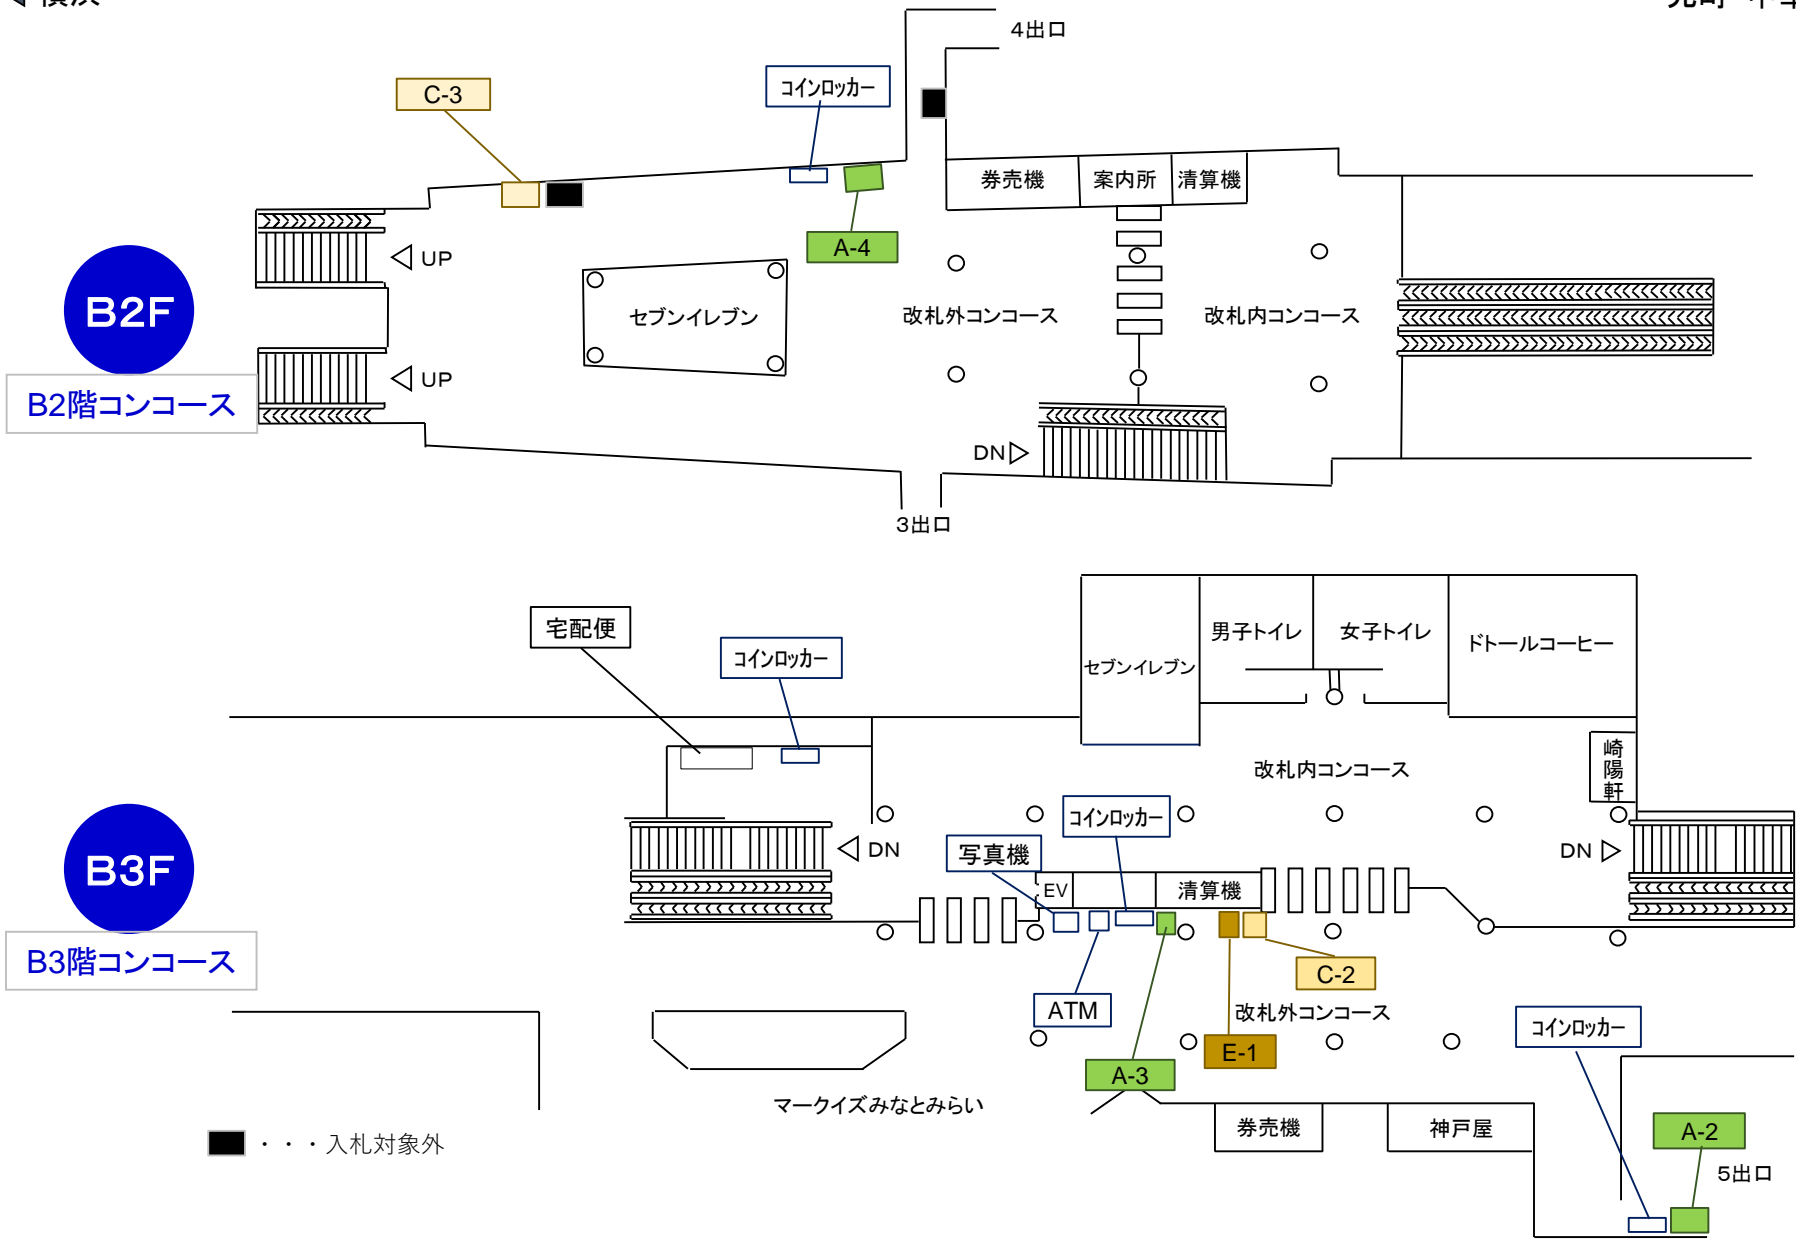 4出口
C-3
コインロッカー
券売機
案内所
清算機
A-4
UP
B2F
セブンイレブン
改札外コンコース
改札内コンコース
UP
B2階コンコース
DN
3出口
宅配便
コインロッカー
セブンイレブン
男子トイレ
女子トイレ
ドトールコーヒー
改札内コンコース
崎陽軒
コインロッカー
写真機
DN
DN
B3F
EV
清算機
B3階コンコース
C-2
ATM
改札外コンコース
コインロッカー
E-1
A-3
マークイズみなとみらい
券売機
神戸屋
A-2
・・・入札対象外
5出口